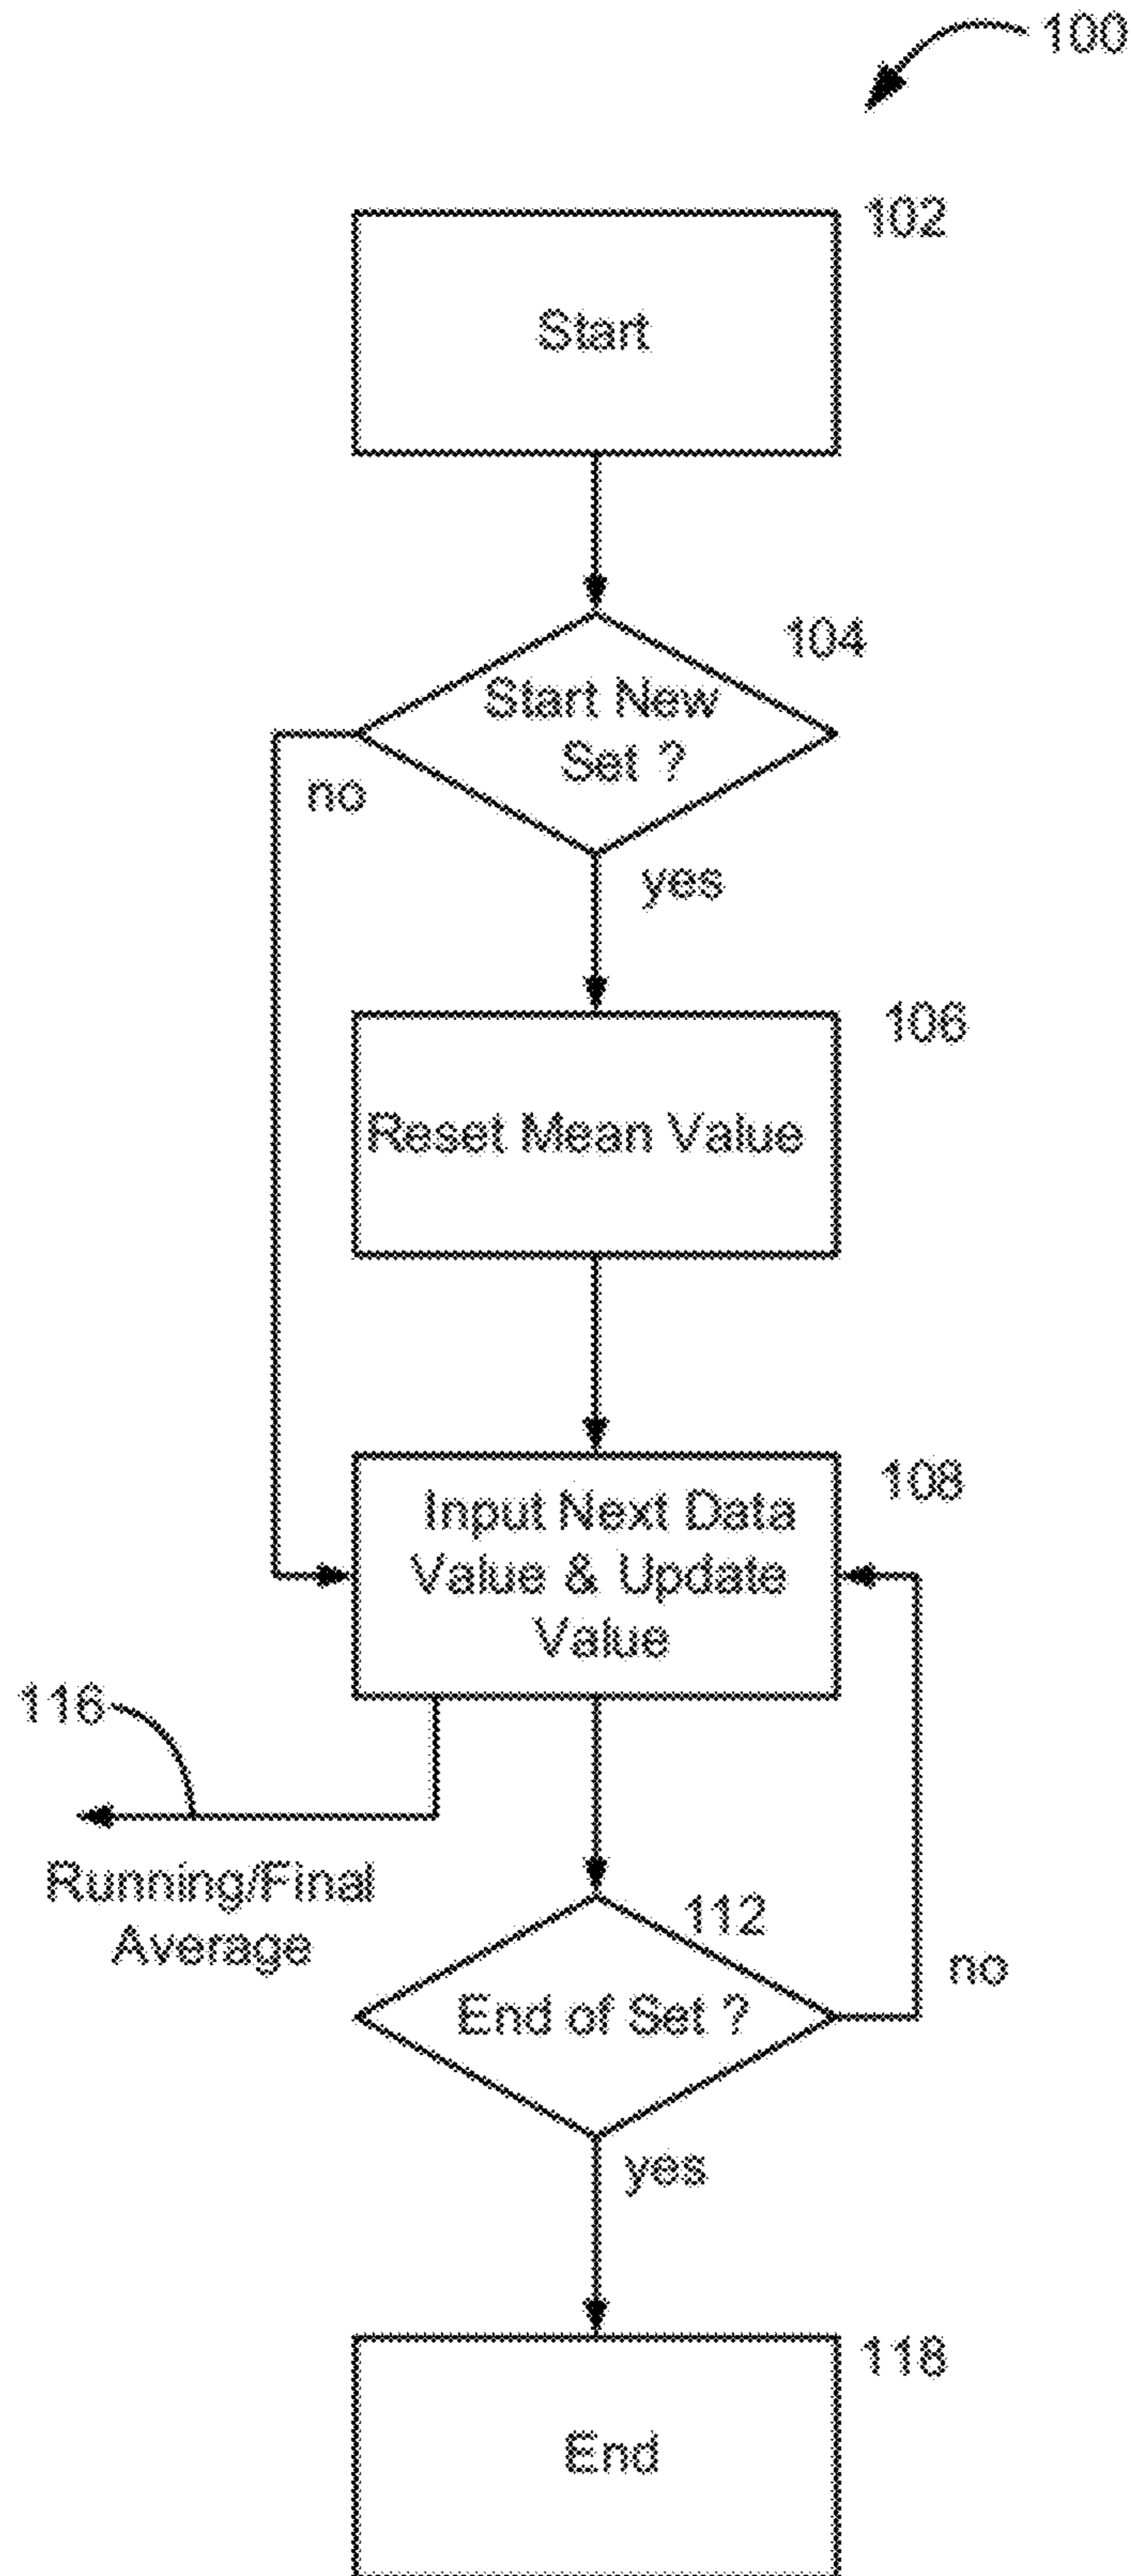 100
102
Start
104
Start New
Set ?
no
yes
106
Reset Mean Value
108
Input Next Data
Value & Update
Value
116
Running/Final
Average
112
End of Set ?
no
yes
118
End